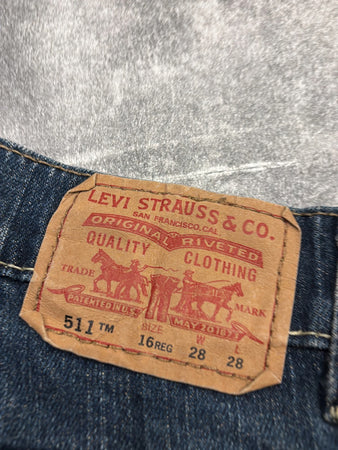 LEVI STRAUSS & CO.
SAN FRANCISCO, CAL.
ORIGINAL RIVETED
QUALITY CLOTHING
TRADE MARK
PATENTED IN U.S. MAY 20 1873
SIZE W L
511™ 16 REG 28 28